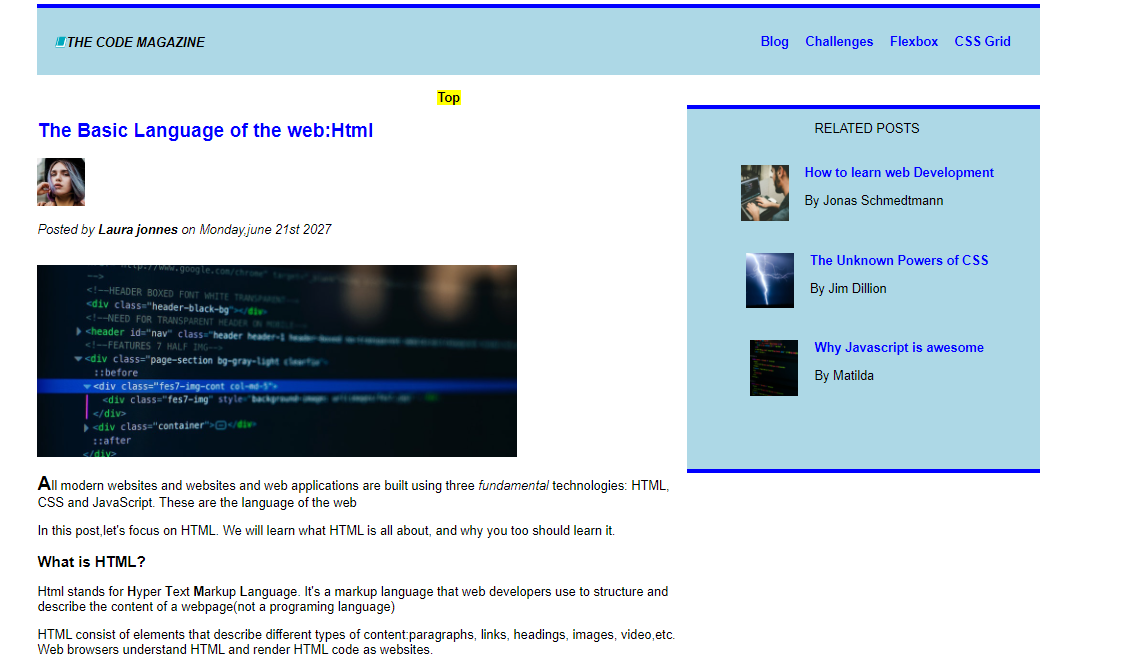 THE CODE MAGAZINE
Blog Challenges Flexbox CSS Grid
Top
The Basic Language of the web:Html
Posted by Laura jonnes on Monday,june 21st 2027
-->
<!--HEADER BOXED FONT WHITE TRANSPARENT-->
<div class="header-black-bg"></div>
<!--NEED FOR TRANSPARENT HEADER ON MOBILE-->
<header id="nav" class="header header-1
<!--FEATURES 7 HALF IMG-->
<div class="page-section bg-gray-light clearfix">
::before
<div class="fes7-img-cont col-md-5">
<div class="fes7-img" style="background-image:
</div>
<div class="container"></div>
::after
</div>
All modern websites and websites and web applications are built using three fundamental technologies: HTML,
CSS and JavaScript. These are the language of the web
In this post,let's focus on HTML. We will learn what HTML is all about, and why you too should learn it.
What is HTML?
Html stands for Hyper Text Markup Language. It's a markup language that web developers use to structure and
describe the content of a webpage(not a programing language)
HTML consist of elements that describe different types of content:paragraphs, links, headings, images, video,etc.
Web browsers understand HTML and render HTML code as websites.
RELATED POSTS
How to learn web Development
By Jonas Schmedtmann
The Unknown Powers of CSS
By Jim Dillion
Why Javascript is awesome
By Matilda